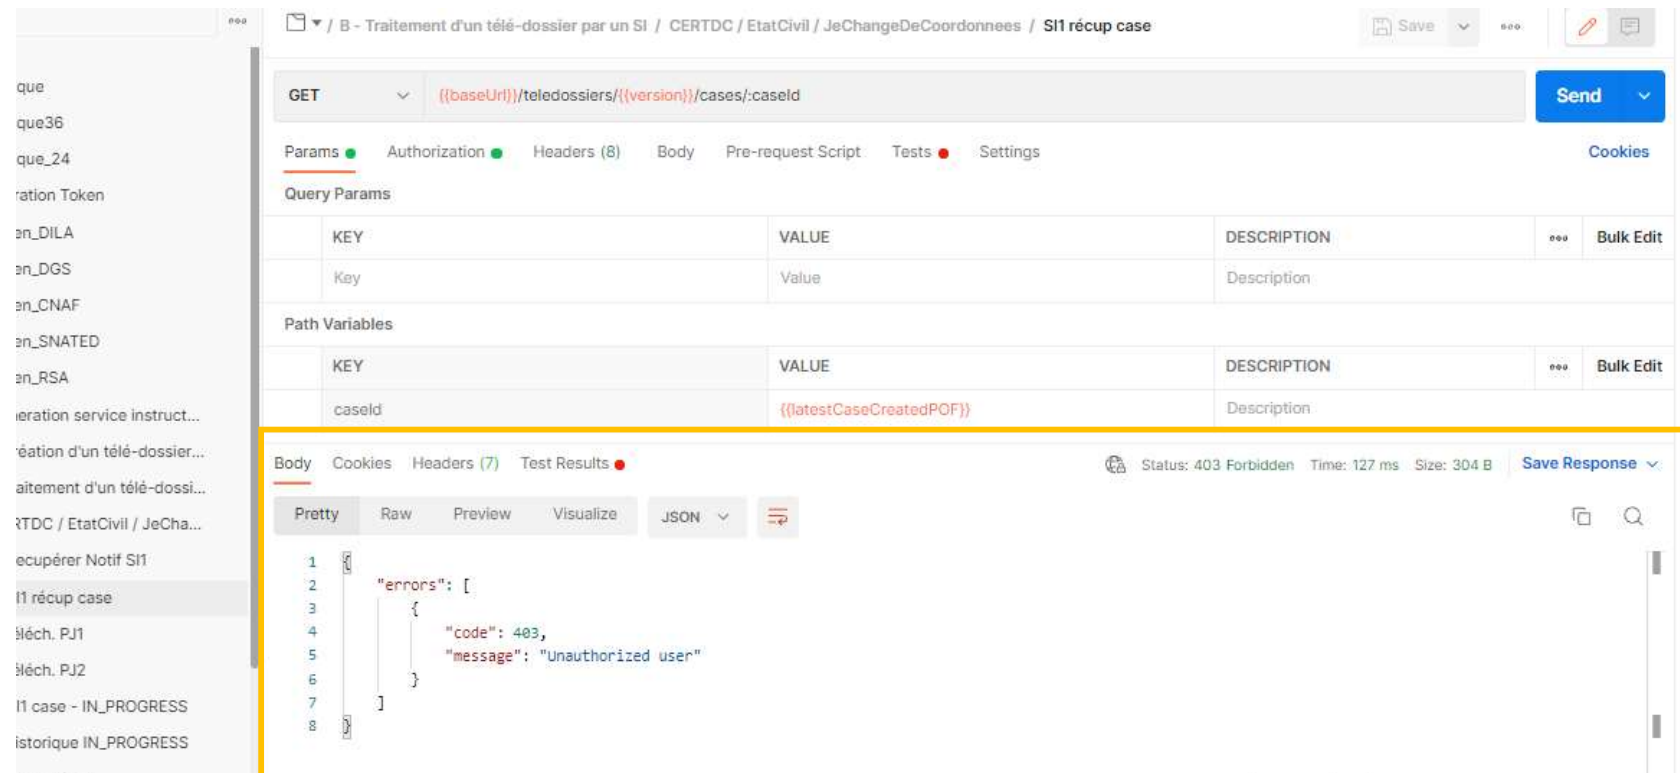 / B - Traitement d'un télé-dossier par un SI / CERTDC / EtatCivil / JeChangeDeCoordonnees / SI1 récup case
Save
GET
{{baseUrl}}/teledossiers/{{version}}/cases/:caseId
Send
Params
Authorization
Headers (8)
Body
Pre-request Script
Tests
Settings
Cookies
Query Params
KEY VALUE DESCRIPTION Bulk Edit
Key Value Description
Path Variables
KEY VALUE DESCRIPTION Bulk Edit
caseId {{latestCaseCreatedPOF}} Description
que
que36
que_24
ration Token
en_DILA
en_DGS
en_CNAF
en_SNATED
en_RSA
neration service instruct...
réation d'un télé-dossier...
aitement d'un télé-dossi...
RTDC / EtatCivil / JeCha...
ecupérer Notif SI1
I1 récup case
éléch. PJ1
éléch. PJ2
I1 case - IN_PROGRESS
istorique IN_PROGRESS
Body Cookies Headers (7) Test Results
Status: 403 Forbidden Time: 127 ms Size: 304 B Save Response
Pretty Raw Preview Visualize JSON
1 {
2 "errors": [
3 {
4 "code": 403,
5 "message": "Unauthorized user"
6 }
7 ]
8 }